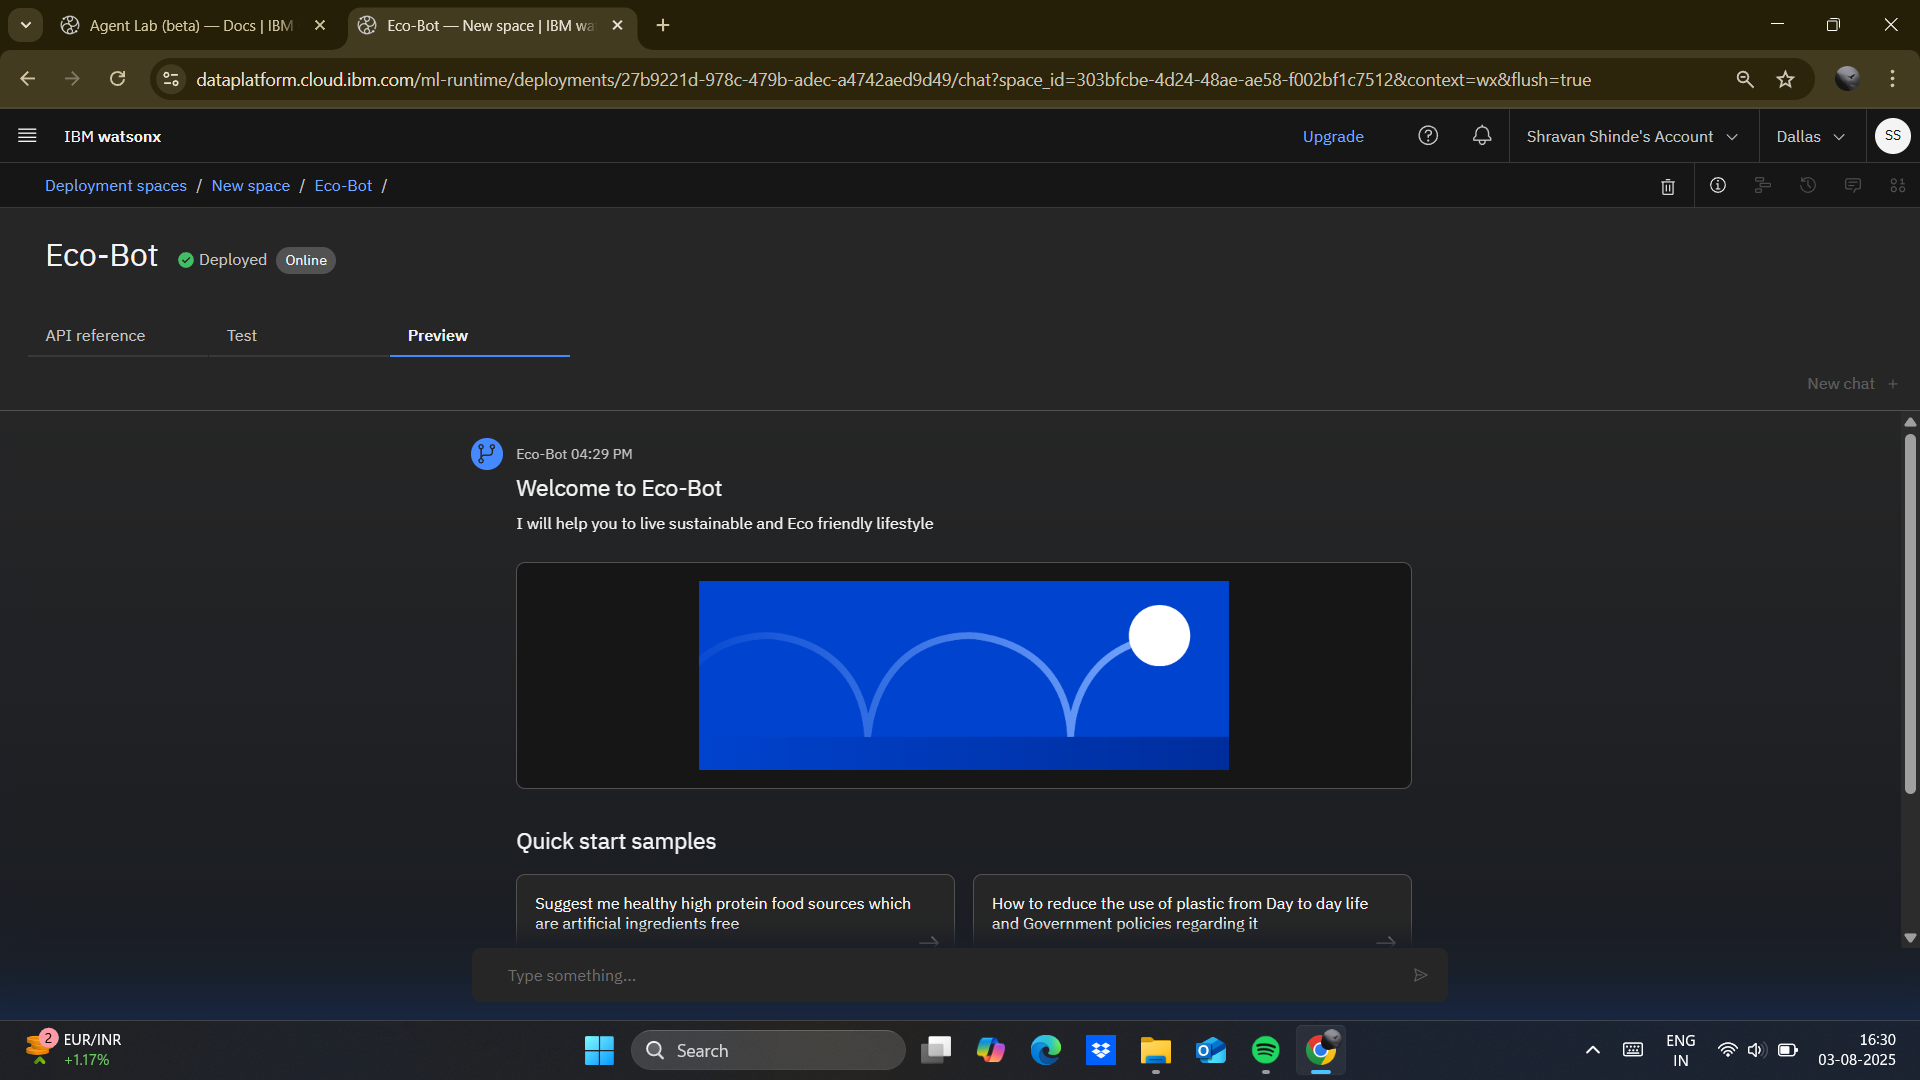 Agent Lab (beta) — Docs | IBM
Eco-Bot — New space | IBM wa
dataplatform.cloud.ibm.com/ml-runtime/deployments/27b9221d-978c-479b-adec-a4742aed9d49/chat?space_id=303bfcbe-4d24-48ae-ae58-f002bf1c7512&context=wx&flush=true
IBM watsonx
Upgrade
Shravan Shinde's Account
Dallas
SS
Deployment spaces / New space / Eco-Bot /
Eco-Bot
Deployed
Online
API reference
Test
Preview
New chat +
Eco-Bot 04:29 PM
Welcome to Eco-Bot
I will help you to live sustainable and Eco friendly lifestyle
Quick start samples
Suggest me healthy high protein food sources which
are artificial ingredients free
How to reduce the use of plastic from Day to day life
and Government policies regarding it
Type something...
2
EUR/INR
+1.17%
Search
ENG
IN
16:30
03-08-2025